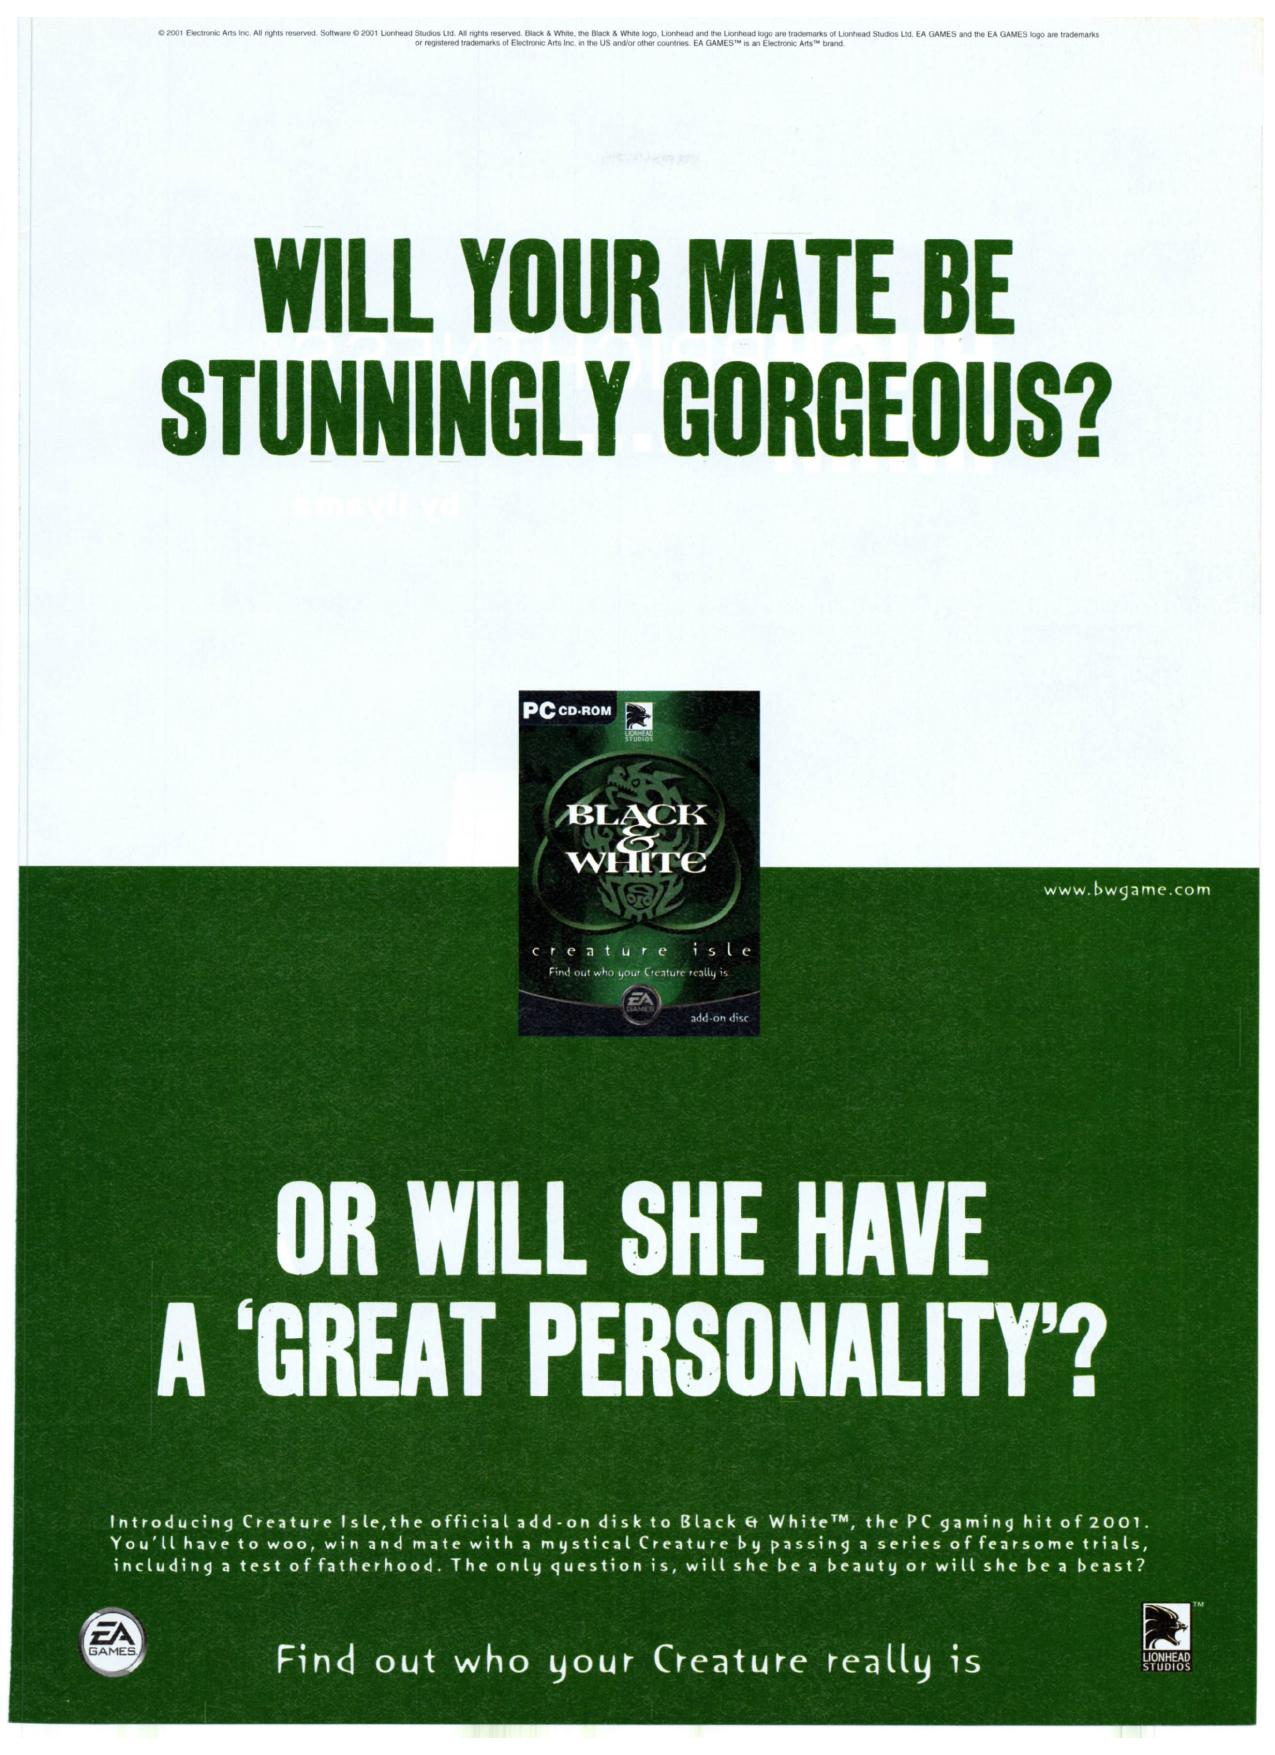 © 2001 Electronic Arts Inc. All rights reserved. Software © 2001 Lionhead Studios Ltd. All rights reserved. Black & White, the Black & White logo, Lionhead and the Lionhead logo are trademarks of Lionhead Studios Ltd. EA GAMES and the EA GAMES logo are trademarks
or registered trademarks of Electronic Arts Inc. in the US and/or other countries. EA GAMES™ is an Electronic Arts™ brand.
WILL YOUR MATE BE
STUNNINGLY GORGEOUS?
PC CD-ROM
LIONHEAD
STUDIOS
BLACK
&
WHITE
creature isle
Find out who your Creature really is
EA
GAMES
add-on disc
www.bwgame.com
OR WILL SHE HAVE
A ‘GREAT PERSONALITY’?
Introducing Creature Isle, the official add-on disk to Black & White™, the PC gaming hit of 2001.
You'll have to woo, win and mate with a mystical Creature by passing a series of fearsome trials,
including a test of fatherhood. The only question is, will she be a beauty or will she be a beast?
EA
GAMES
Find out who your Creature really is
LIONHEAD
STUDIOS
™